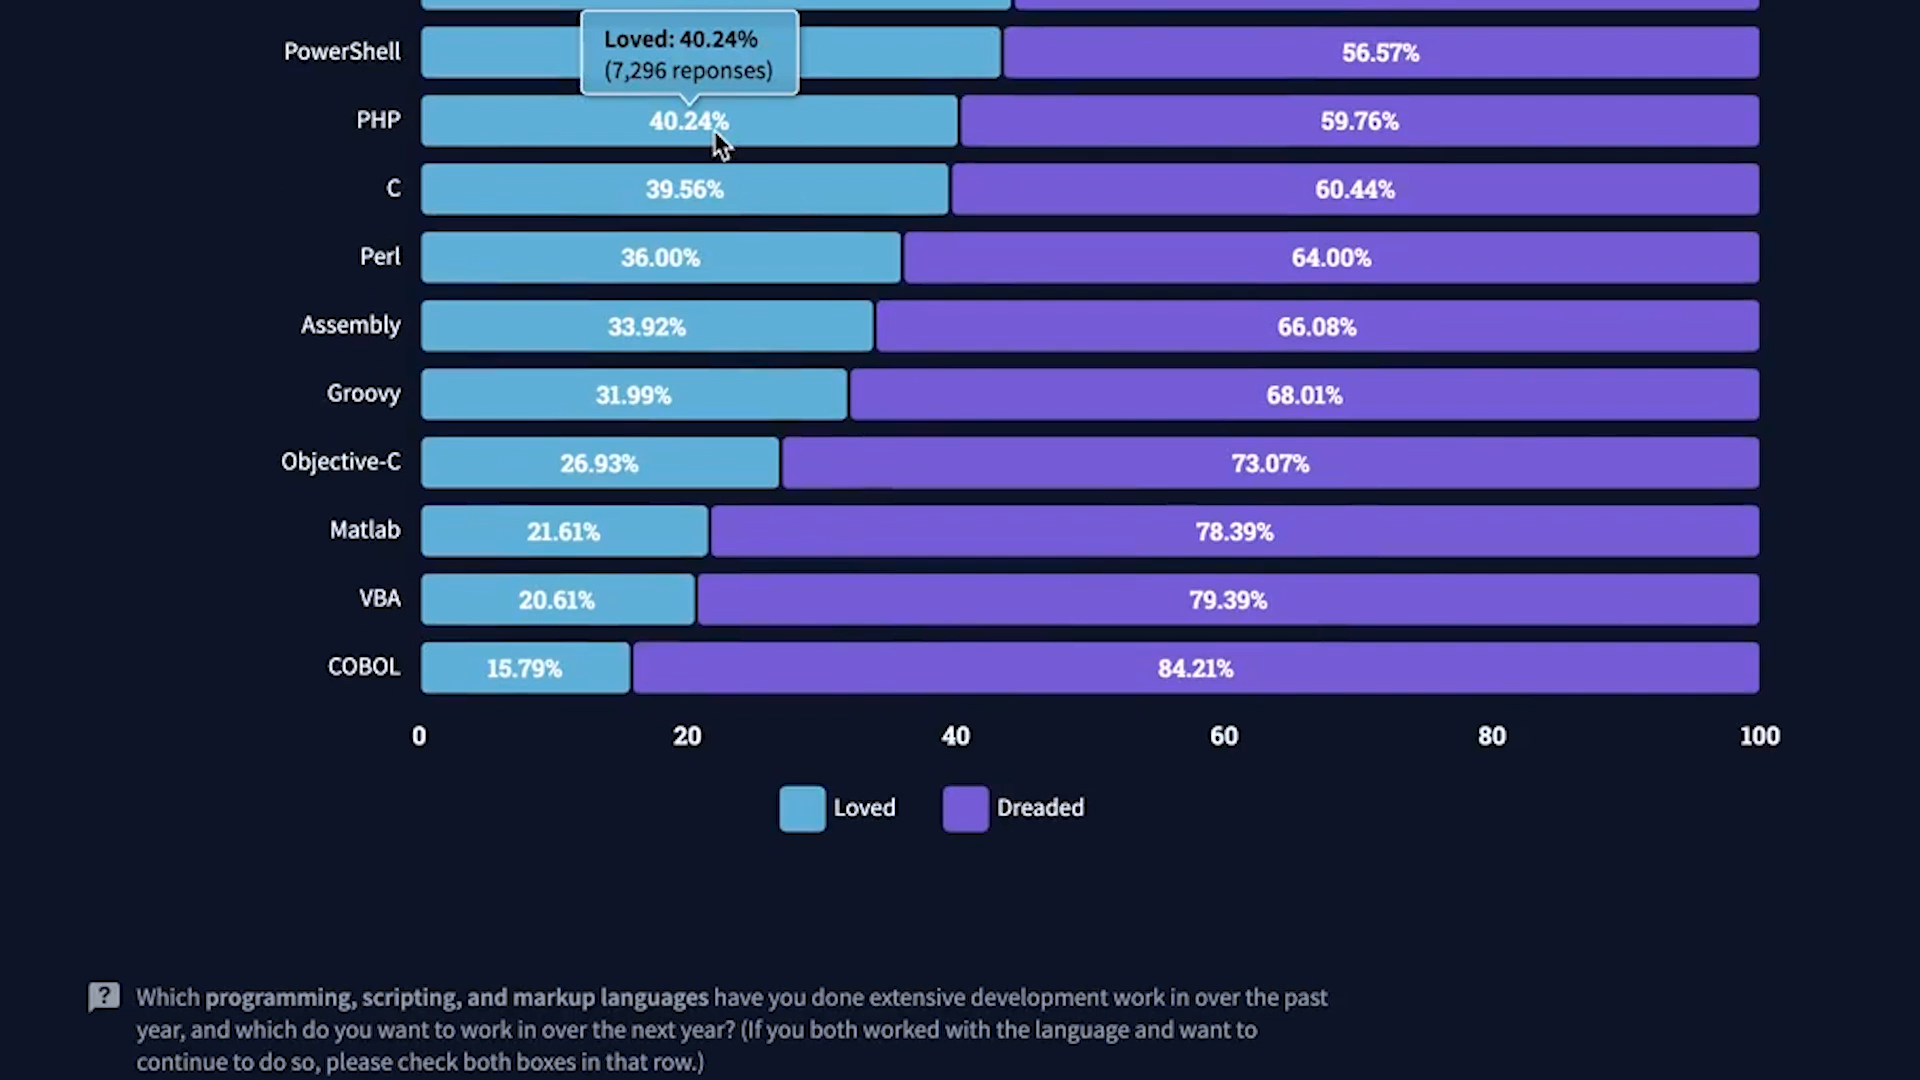 Loved: 40.24%
(7,296 reponses)
PowerShell 56.57%
PHP 40.24% 59.76%
C 39.56% 60.44%
Perl 36.00% 64.00%
Assembly 33.92% 66.08%
Groovy 31.99% 68.01%
Objective-C 26.93% 73.07%
Matlab 21.61% 78.39%
VBA 20.61% 79.39%
COBOL 15.79% 84.21%
0 20 40 60 80 100
Loved Dreaded
Which programming, scripting, and markup languages have you done extensive development work in over the past
year, and which do you want to work in over the next year? (If you both worked with the language and want to
continue to do so, please check both boxes in that row.)